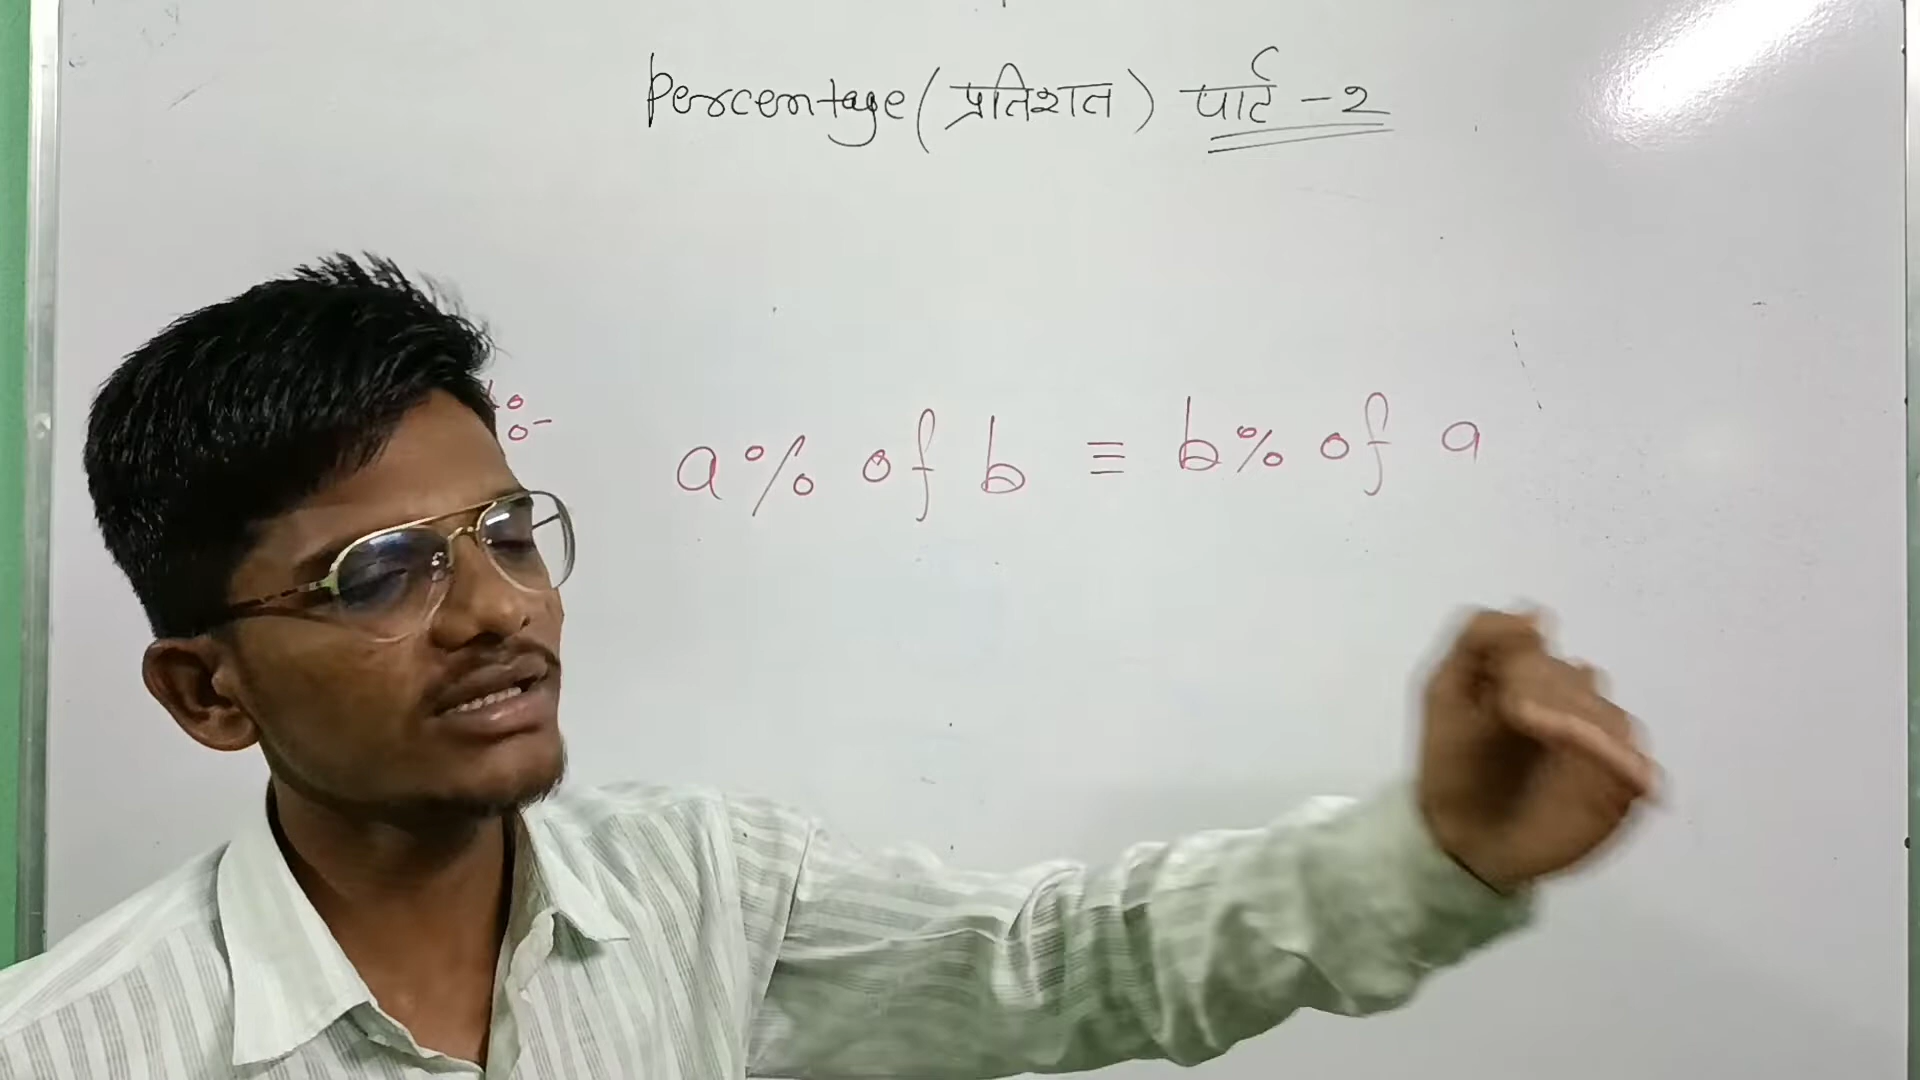 Percentage (प्रतिशत) पार्ट - 2
a% of b ≡ b% of a